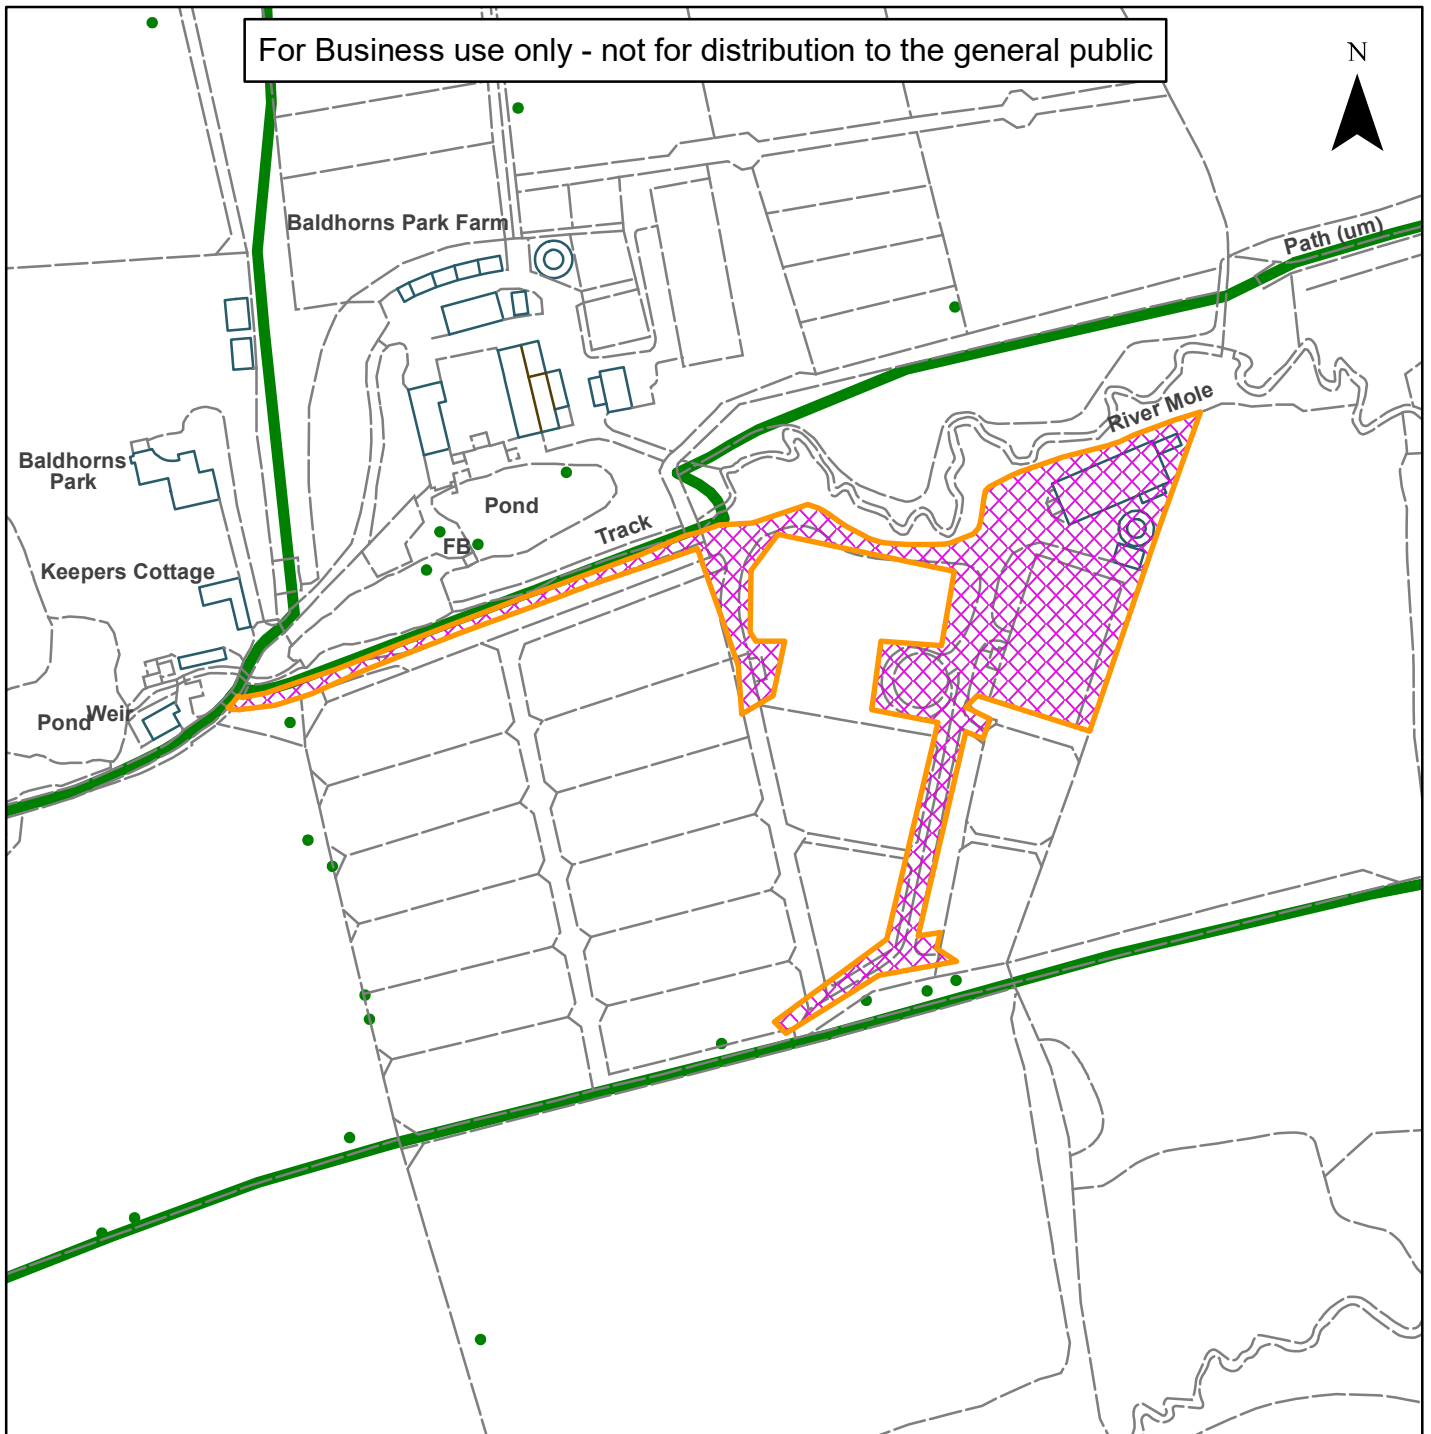 For Business use only - not for distribution to the general public
N
Baldhorns Park Farm
Path (um)
River Mole
Baldhorns
Park
Pond
Track
FB
Keepers Cottage
Weir
Pond